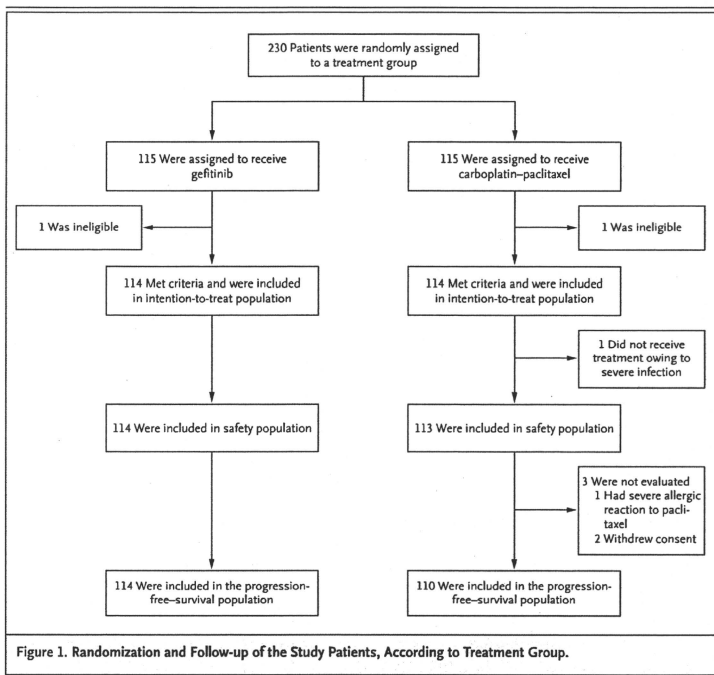 230 Patients were randomly assigned
to a treatment group
115 Were assigned to receive
gefitinib
115 Were assigned to receive
carboplatin–paclitaxel
1 Was ineligible
1 Was ineligible
114 Met criteria and were included
in intention-to-treat population
114 Met criteria and were included
in intention-to-treat population
1 Did not receive
treatment owing to
severe infection
114 Were included in safety population
113 Were included in safety population
3 Were not evaluated
1 Had severe allergic
reaction to pacli-
taxel
2 Withdrew consent
114 Were included in the progression-
free–survival population
110 Were included in the progression-
free–survival population
Figure 1. Randomization and Follow-up of the Study Patients, According to Treatment Group.